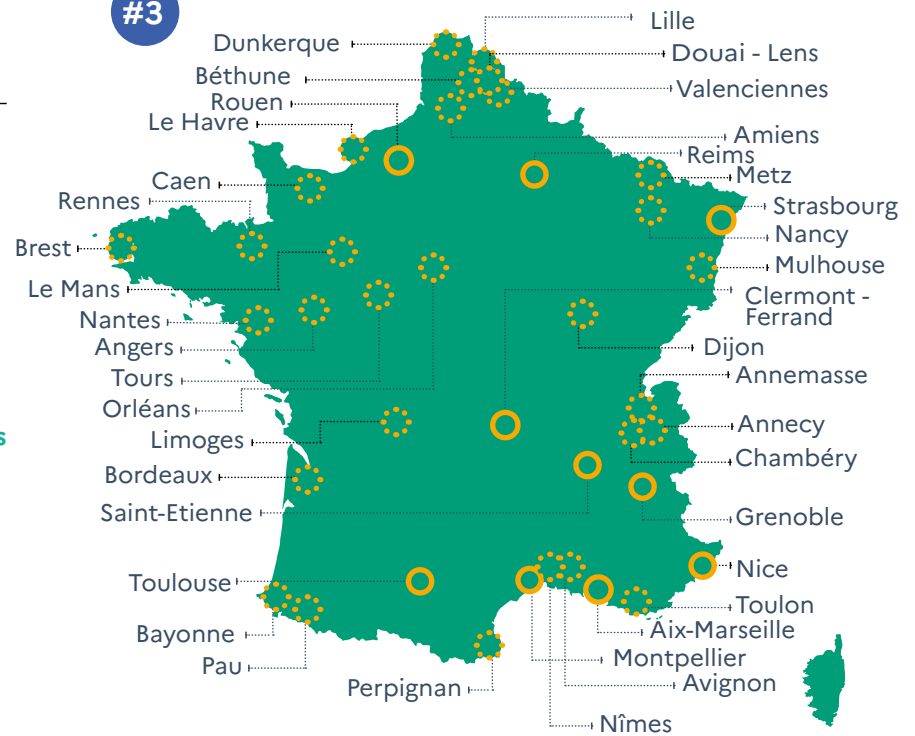 #3
Lille
Dunkerque
Douai - Lens
Béthune
Valenciennes
Rouen
Le Havre
Amiens
Reims
Metz
Caen
Rennes
Strasbourg
Nancy
Brest
Mulhouse
Le Mans
Clermont -
Ferrand
Nantes
Angers
Dijon
Annemasse
Tours
Orléans
Annecy
Limoges
Chambéry
Bordeaux
Saint-Etienne
Grenoble
Nice
Toulouse
Toulon
Bayonne
Aix-Marseille
Montpellier
Pau
Avignon
Perpignan
Nîmes
s